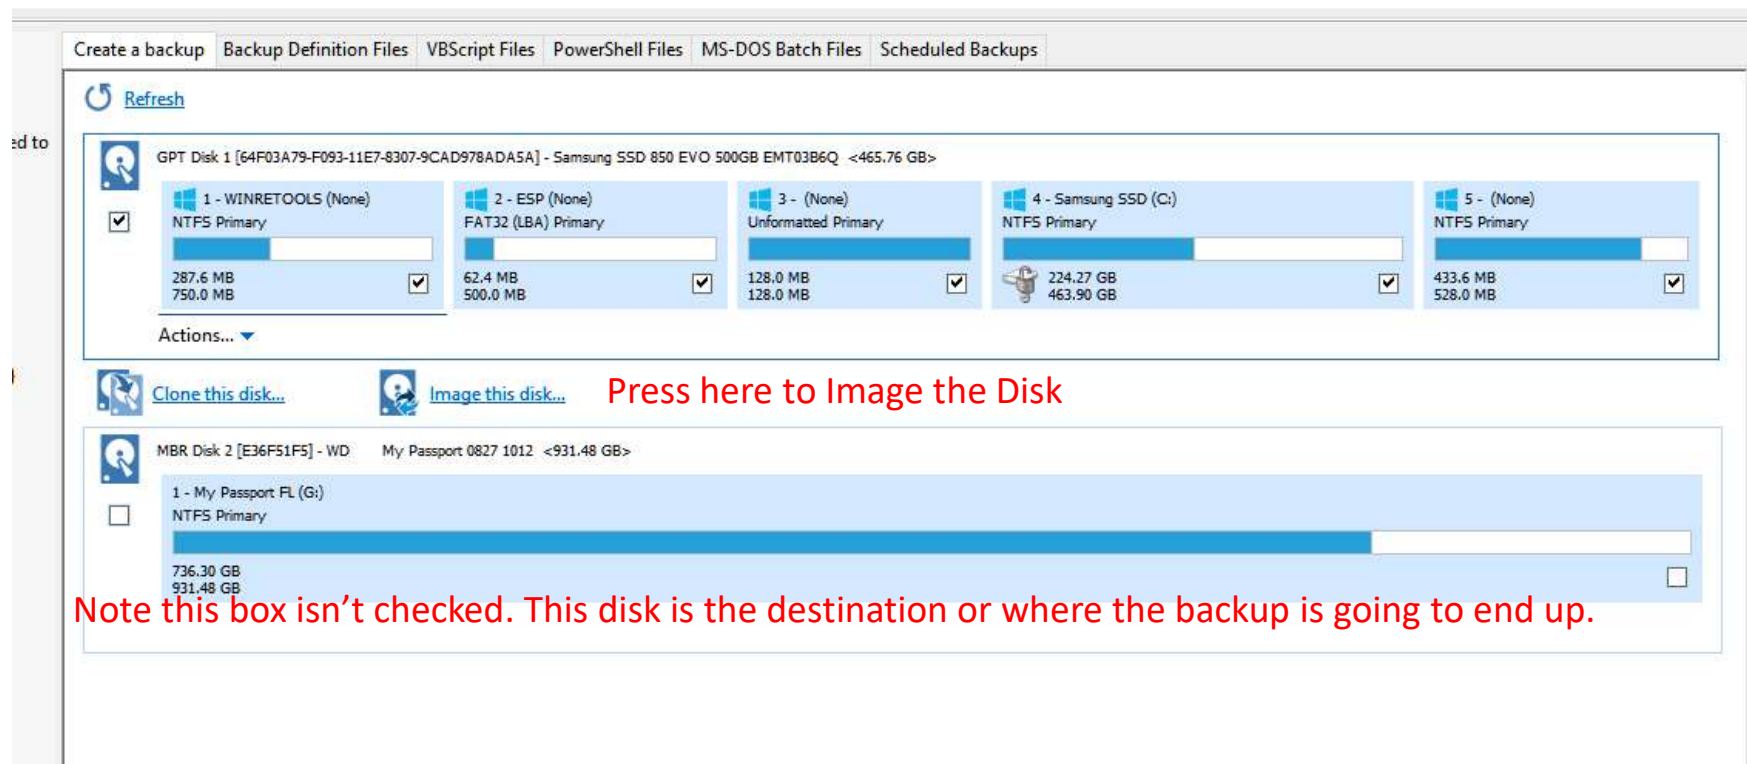 Create a backup Backup Definition Files VBScript Files PowerShell Files MS-DOS Batch Files Scheduled Backups
Refresh
ed to
GPT Disk 1 [64F03A79-F093-11E7-8307-9CAD978ADA5A] - Samsung SSD 850 EVO 500GB EMT03B6Q <465.76 GB>
1 - WINRETOOLS (None)
NTFS Primary
287.6 MB
750.0 MB
2 - ESP (None)
FAT32 (LBA) Primary
62.4 MB
500.0 MB
3 - (None)
Unformatted Primary
128.0 MB
128.0 MB
4 - Samsung SSD (C:)
NTFS Primary
224.27 GB
463.90 GB
5 - (None)
NTFS Primary
433.6 MB
528.0 MB
Actions...
Clone this disk... Image this disk... Press here to Image the Disk
MBR Disk 2 [E36F51F5] - WD My Passport 0827 1012 <931.48 GB>
1 - My Passport FL (G:)
NTFS Primary
736.30 GB
931.48 GB
Note this box isn’t checked. This disk is the destination or where the backup is going to end up.